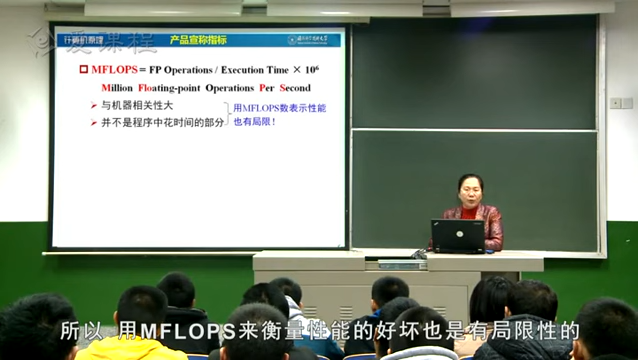 爱课程
计算机原理
产品宣称指标
MFLOPS = FP Operations / Execution Time × 10⁶
Million Floating-point Operations Per Second
与机器相关性大
并不是程序中花时间的部分
用MFLOPS数表示性能
也有局限！
所以 用MFLOPS来衡量性能的好坏也是有局限性的